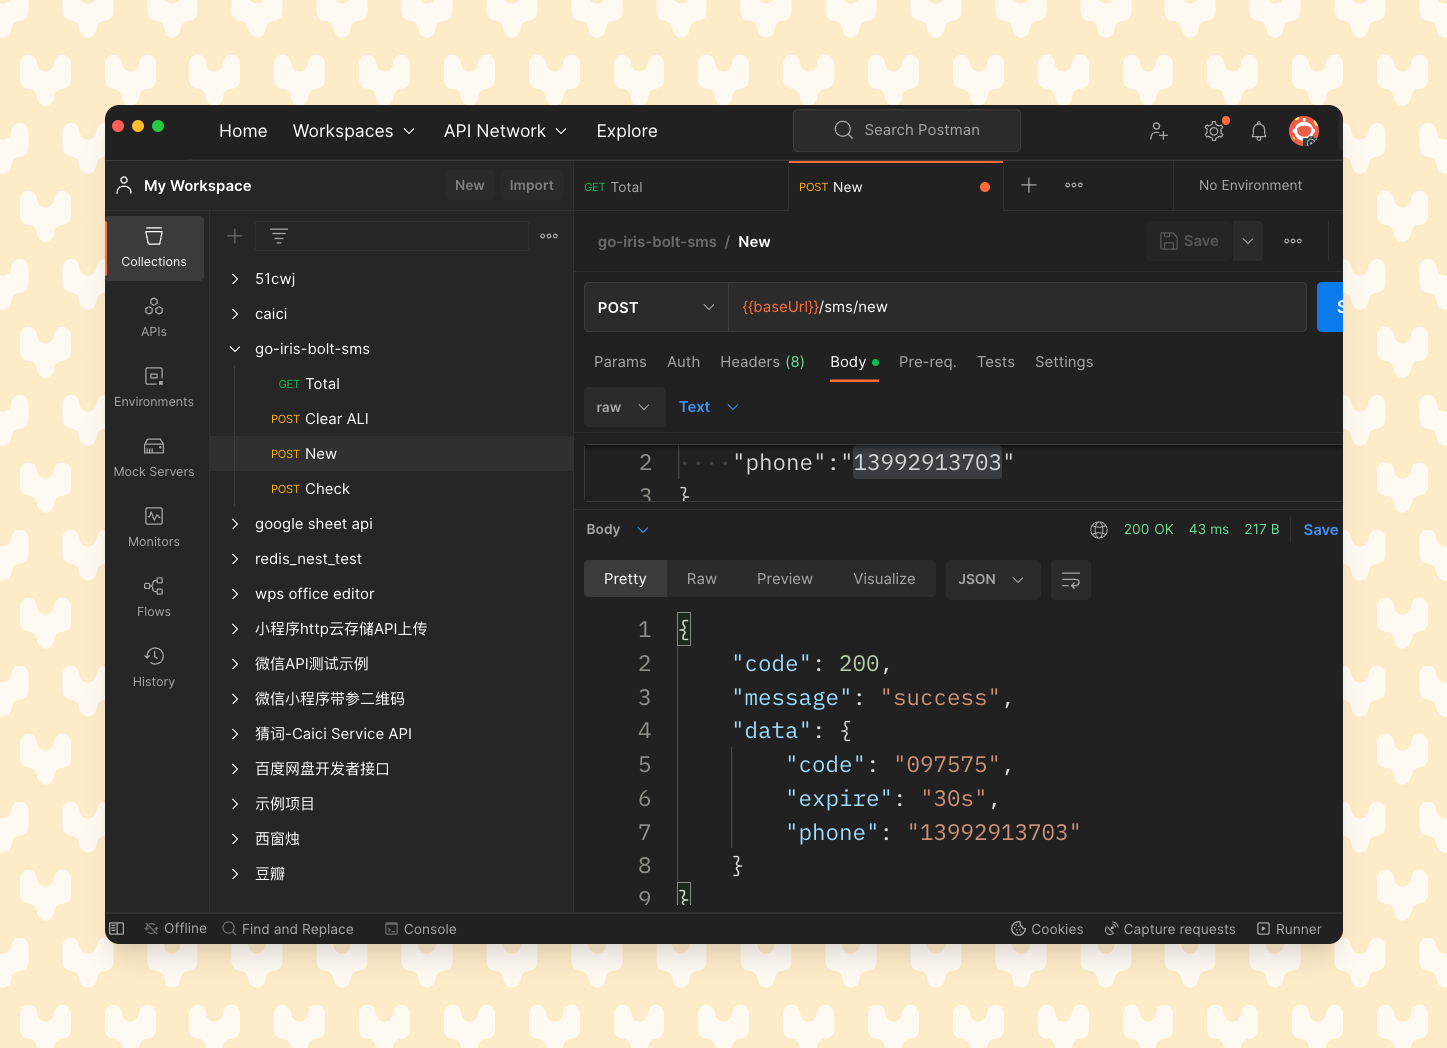 Home Workspaces API Network Explore Search Postman
My Workspace New Import
GET Total POST New No Environment
Collections
APIs
Environments
Mock Servers
Monitors
Flows
History
51cwj
caici
go-iris-bolt-sms
GET Total
POST Clear ALI
POST New
POST Check
google sheet api
redis_nest_test
wps office editor
小程序http云存储API上传
微信API测试示例
微信小程序带参二维码
猜词-Caici Service API
百度网盘开发者接口
示例项目
西窗烛
豆瓣
go-iris-bolt-sms / New Save
POST {{baseUrl}}/sms/new S
Params Auth Headers (8) Body Pre-req. Tests Settings
raw Text
2 ····"phone":"13992913703"
3 }
Body 200 OK 43 ms 217 B Save
Pretty Raw Preview Visualize JSON
1 {
2 "code": 200,
3 "message": "success",
4 "data": {
5 "code": "097575",
6 "expire": "30s",
7 "phone": "13992913703"
8 }
9 }
Offline Find and Replace Console Cookies Capture requests Runner